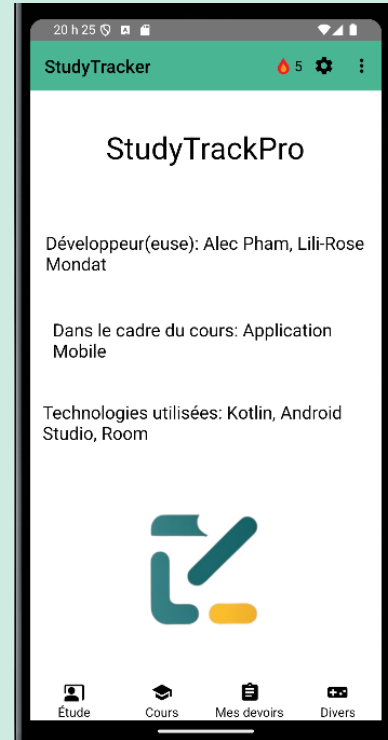 20 h 25
StudyTracker 5
StudyTrackPro
Développeur(euse): Alec Pham, Lili-Rose
Mondat
Dans le cadre du cours: Application
Mobile
Technologies utilisées: Kotlin, Android
Studio, Room
Étude Cours Mes devoirs Divers